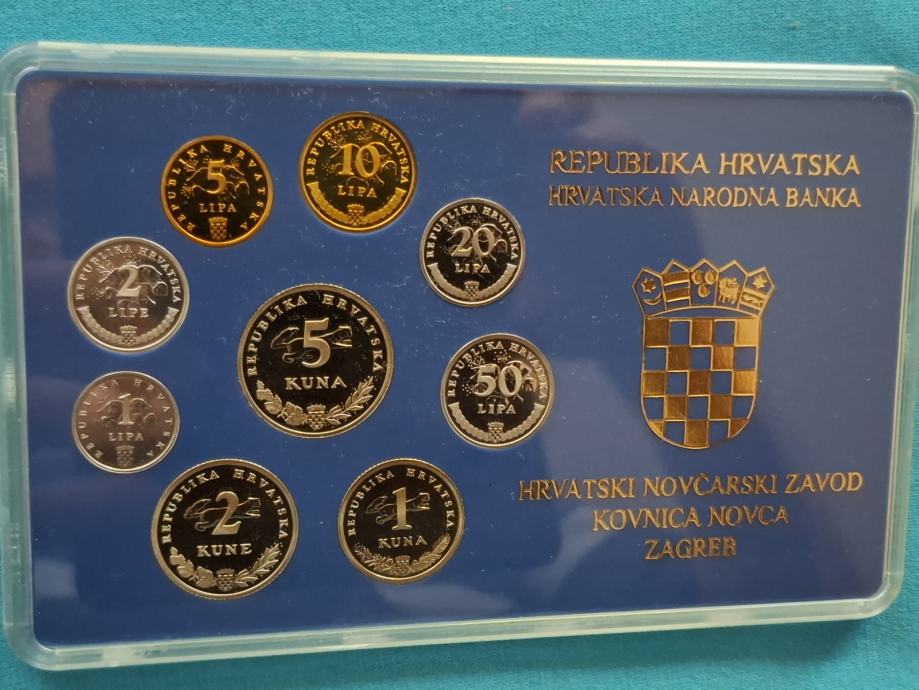 REPUBLIKA HRVATSKA
HRVATSKA NARODNA BANKA
HRVATSKI NOVČARSKI ZAVOD
KOVNICA NOVCA
ZAGREB
REPUBLIKA HRVATSKA
5
LIPA
REPUBLIKA HRVATSKA
10
LIPA
REPUBLIKA HRVATSKA
20
LIPA
REPUBLIKA HRVATSKA
2
LIPE
REPUBLIKA HRVATSKA
5
KUNA
REPUBLIKA HRVATSKA
50
LIPA
REPUBLIKA HRVATSKA
1
LIPA
REPUBLIKA HRVATSKA
2
KUNE
REPUBLIKA HRVATSKA
1
KUNA